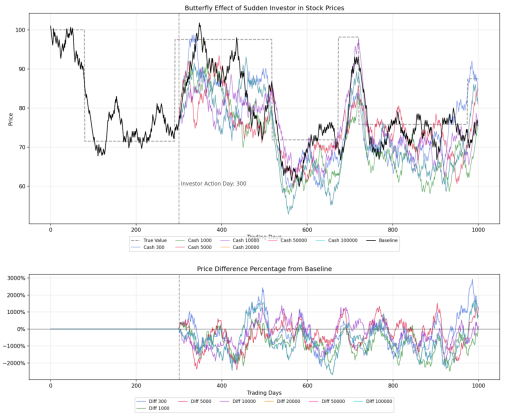 Butterfly Effect of Sudden Investor in Stock Prices
100
90
80
70
60
Price
Investor Action Day: 300
0 200 400 600 800 1000
Trading Days
True Value Cash 1000 Cash 10000 Cash 50000 Cash 100000 Baseline
Cash 300 Cash 5000 Cash 20000
Price Difference Percentage from Baseline
3000%
2000%
1000%
0%
−1000%
−2000%
0 200 400 600 800 1000
Trading Days
Diff 300 Diff 5000 Diff 10000 Diff 20000 Diff 50000 Diff 100000
Diff 1000